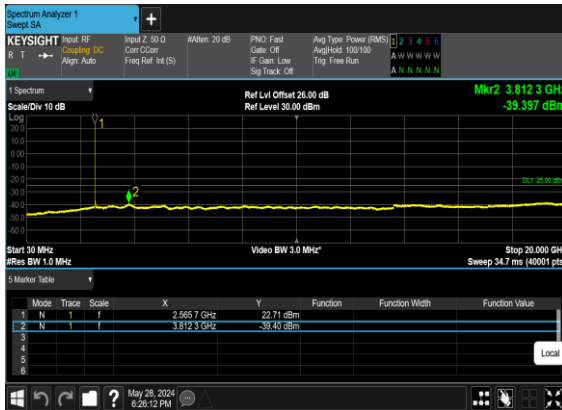 Spectrum Analyzer 1
Swept SA
+
KEYSIGHT Input: RF Input Z: 50 Ω #Atten: 20 dB PNO: Fast Avg Type: Power (RMS) 1 2 3 4 5 6
R T Coupling: DC Corr CCorr Gate: Off Avg|Hold: 100/100 A W W W W W
Align: Auto Freq Ref: Int (S) IF Gain: Low Trig: Free Run
Sig Track: Off A N N N N N
1 Spectrum
Ref Lvl Offset 26.00 dB Mkr2 3.812 3 GHz
Scale/Div 10 dB Ref Level 30.00 dBm -39.397 dBm
Log
20.0
10.0
0.00
-10.0
-20.0
-30.0
-40.0
-50.0
-60.0
1
2
DL1 -25.00 dBm
Start 30 MHz Video BW 3.0 MHz* Stop 20.000 GHz
#Res BW 1.0 MHz Sweep 34.7 ms (40001 pts)
5 Marker Table
Mode Trace Scale X Y Function Function Width Function Value
1 N 1 f 2.565 7 GHz 22.71 dBm
2 N 1 f 3.812 3 GHz -39.40 dBm
3
4
5
6
Local
? May 28, 2024
6:26:12 PM